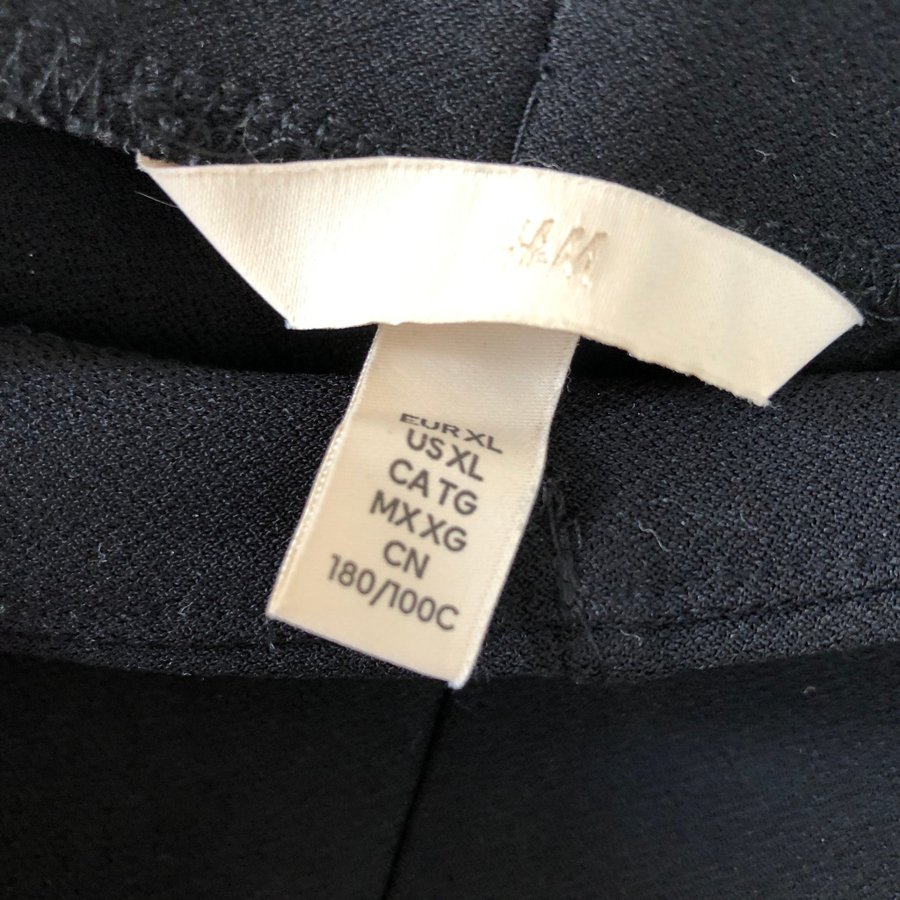 H&M
EUR XL
US XL
CA TG
MX XG
CN
180/100C